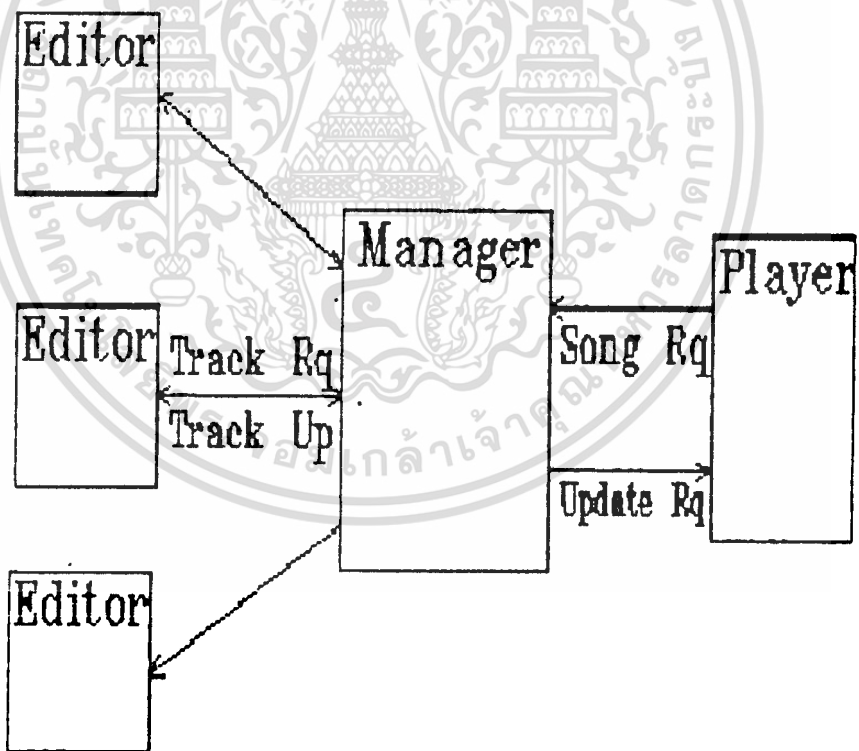 Editor
Manager
Player
Editor
Track Rq
Track Up
Song Rq
Update Rq
Editor